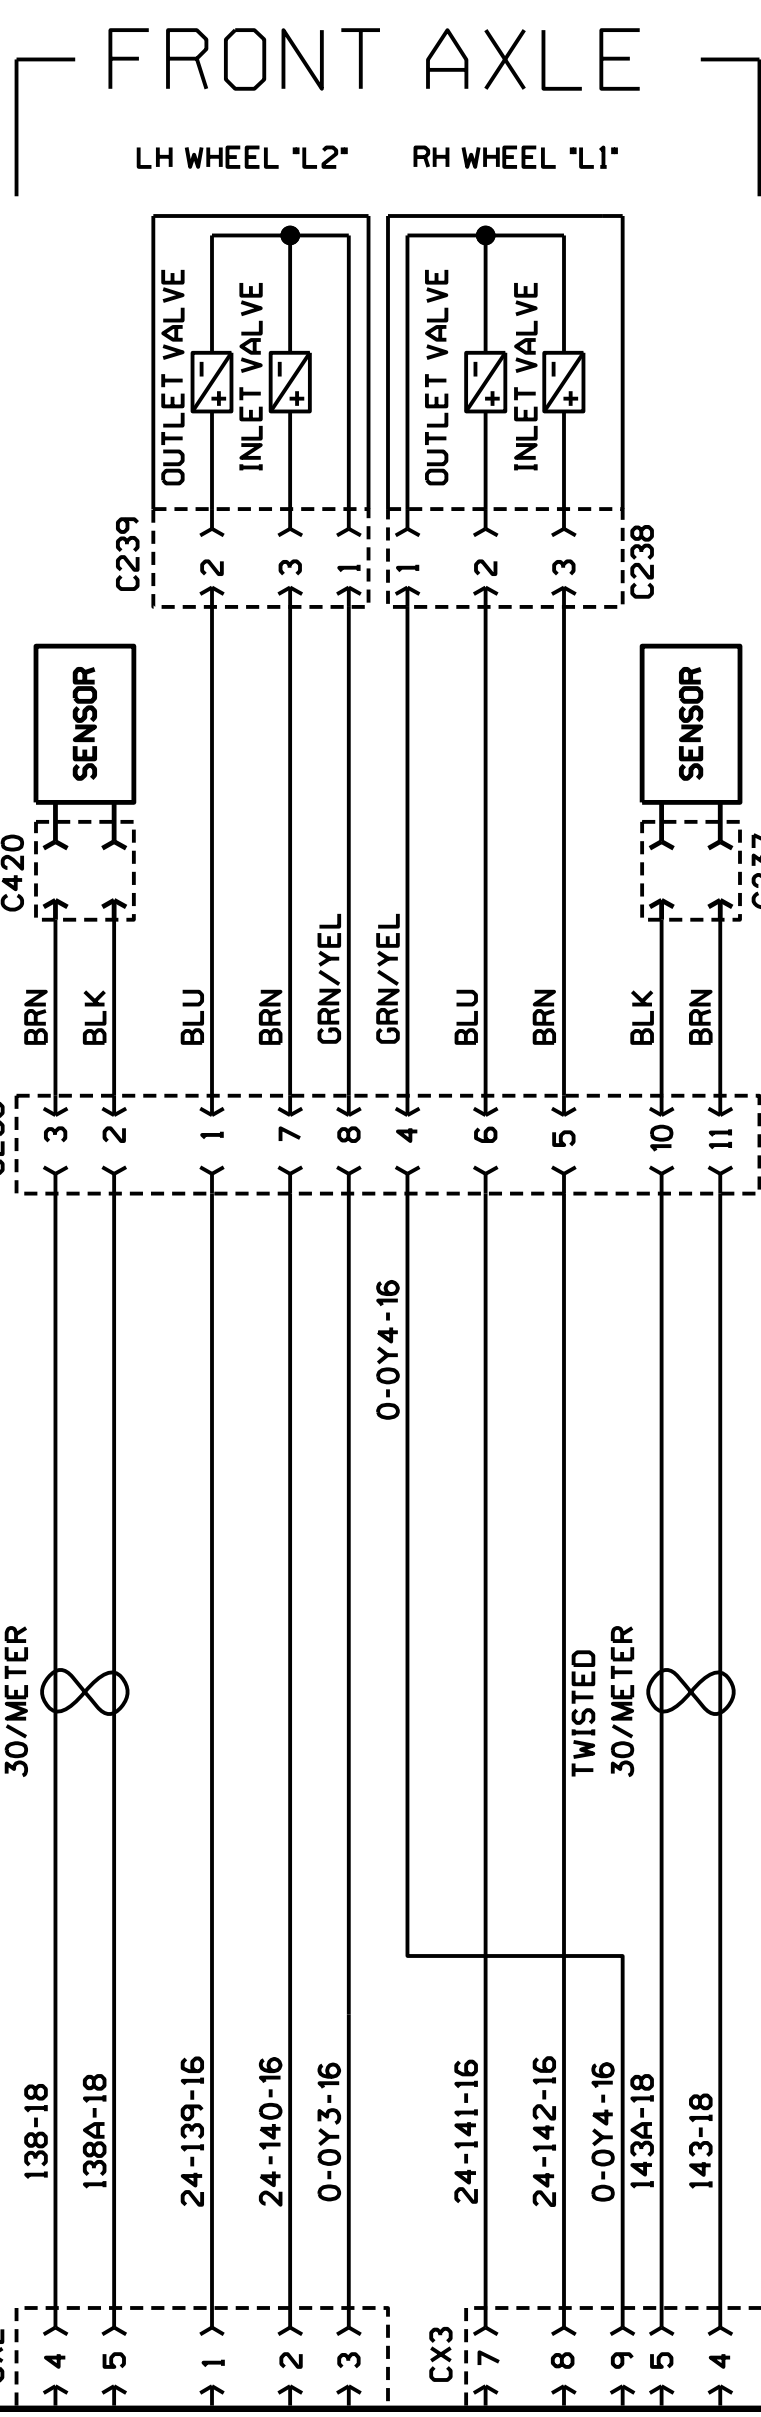 FRONT AXLE
LH WHEEL "L2"
RH WHEEL "L1"
OUTLET VALVE
INLET VALVE
OUTLET VALVE
INLET VALVE
- + - + - + - +
C239
2 3 1
1 2 3
C238
SENSOR
SENSOR
C420
BRN
BLK
BLU
BRN
GRN/YEL
GRN/YEL
BLU
BRN
BLK
BRN
3 2 1 7 8 4 6 5 10 11
0-0Y4-16
30/METER
TWISTED
30/METER
138-18
138A-18
24-139-16
24-140-16
0-0Y3-16
24-141-16
24-142-16
0-0Y4-16
143A-18
143-18
4 5 1 2 3
CX3
7 8 9 5 4